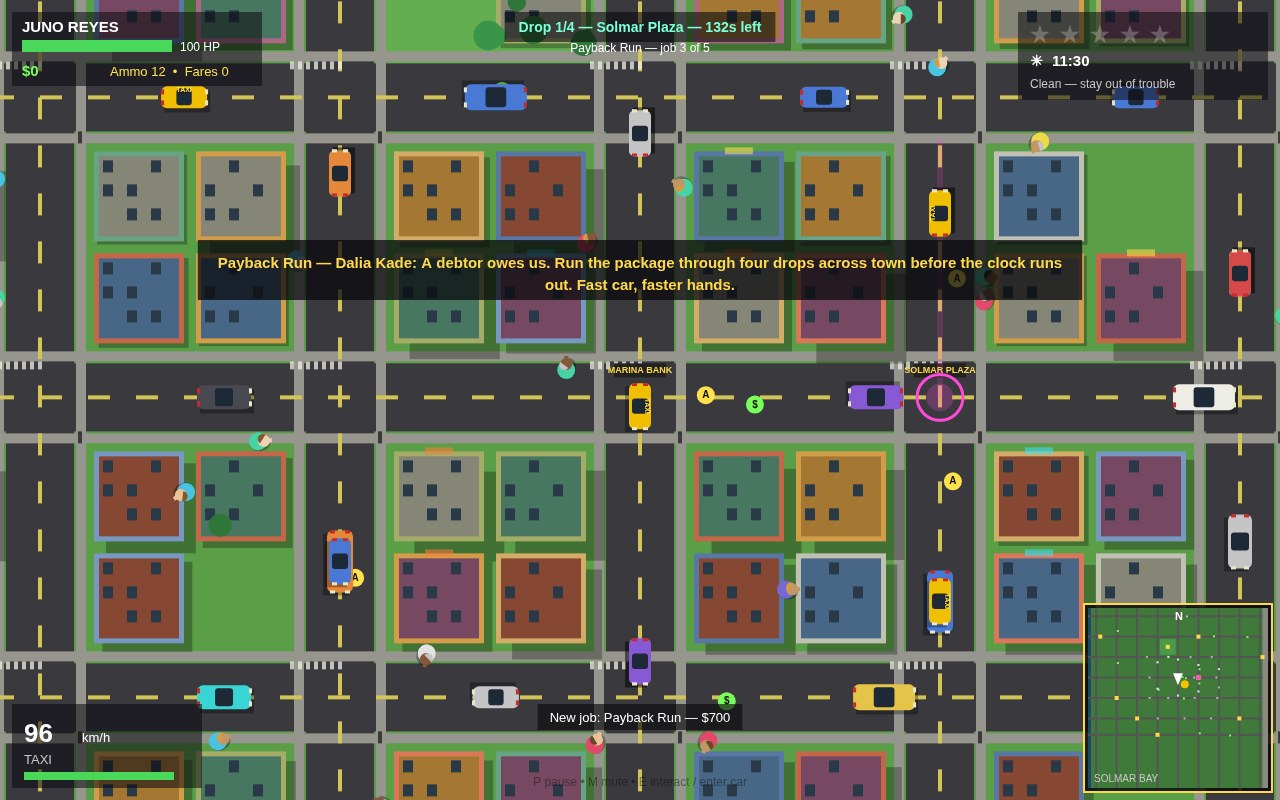 JUNO REYES
100 HP
$0
Ammo 12 • Fares 0
Drop 1/4 — Solmar Plaza — 132s left
Payback Run — job 3 of 5
★ ★ ★ ★ ★
☀ 11:30
Clean — stay out of trouble
TAXI
TAXI
Payback Run — Dalia Kade: A debtor owes us. Run the package through four drops across town before the clock runs
out. Fast car, faster hands.
A
MARINA BANK
SOLMAR PLAZA
TAXI
A
$
A
A
TAXI
N
$
New job: Payback Run — $700
96 km/h
TAXI
P pause • M mute • E interact / enter car
SOLMAR BAY